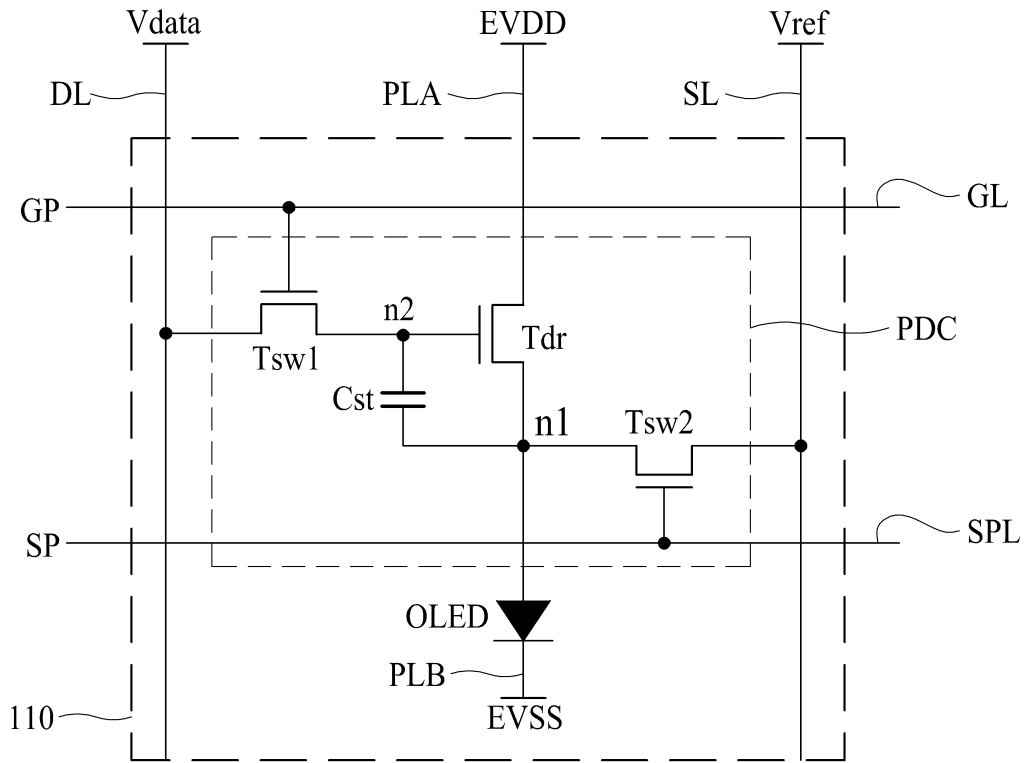 Vdata
EVDD
Vref
DL
PLA
SL
GP
GL
n2
Tdr
PDC
Tsw1
Cst
n1
Tsw2
SP
SPL
OLED
PLB
110
EVSS